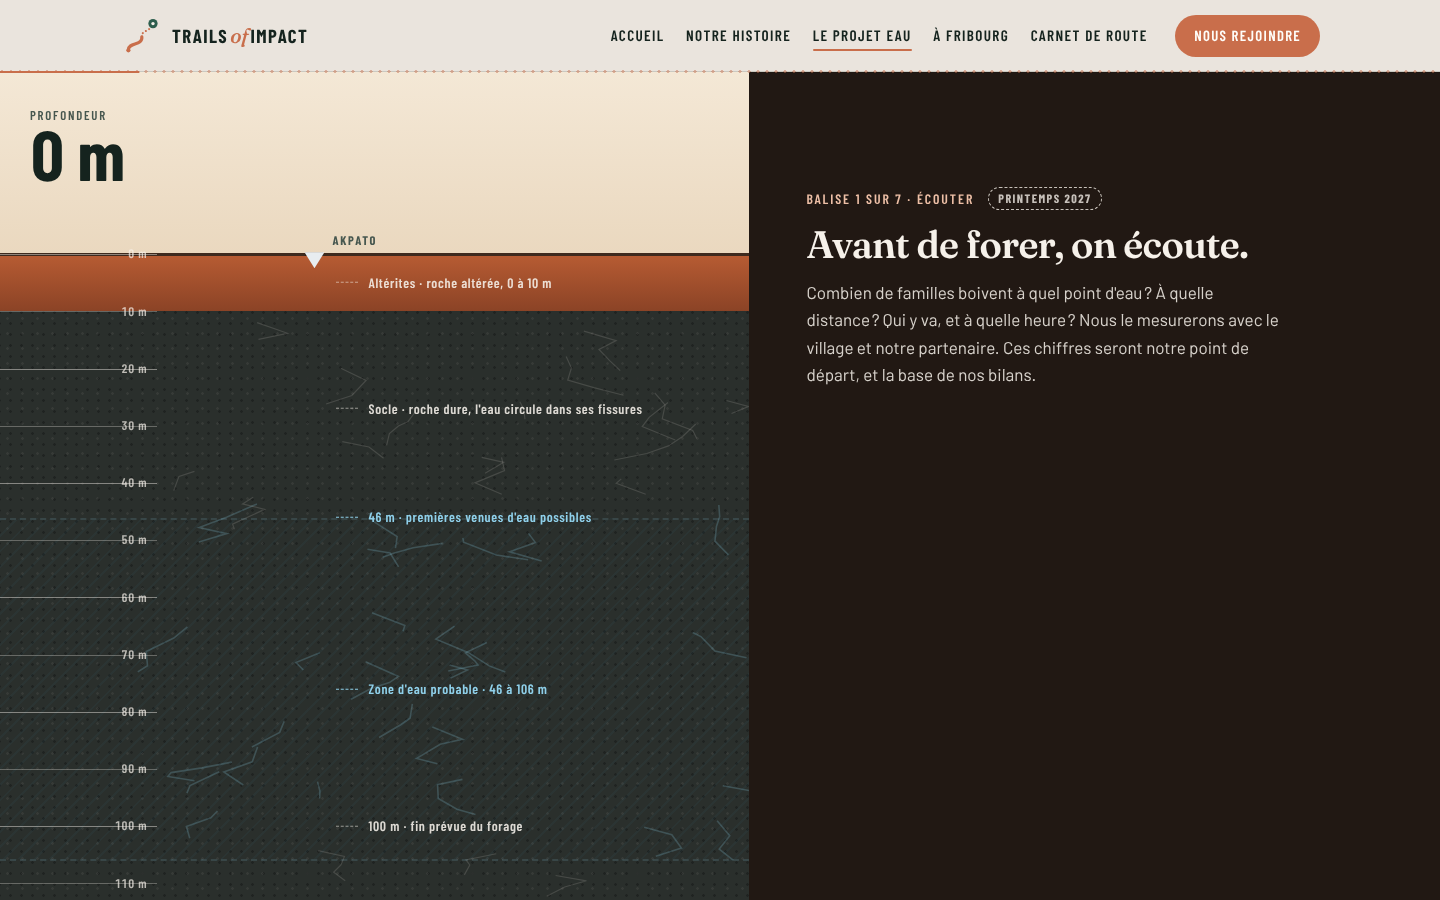 TRAILS of IMPACT
ACCUEIL
NOTRE HISTOIRE
LE PROJET EAU
À FRIBOURG
CARNET DE ROUTE
NOUS REJOINDRE
PROFONDEUR
0 m
AKPATO
0 m
Altérites · roche altérée, 0 à 10 m
10 m
20 m
Socle · roche dure, l'eau circule dans ses fissures
30 m
40 m
46 m · premières venues d'eau possibles
50 m
60 m
70 m
Zone d'eau probable · 46 à 106 m
80 m
90 m
100 m
100 m · fin prévue du forage
110 m
BALISE 1 SUR 7 · ÉCOUTER
PRINTEMPS 2027
Avant de forer, on écoute.
Combien de familles boivent à quel point d'eau ? À quelle
distance ? Qui y va, et à quelle heure ? Nous le mesurerons avec le
village et notre partenaire. Ces chiffres seront notre point de
départ, et la base de nos bilans.